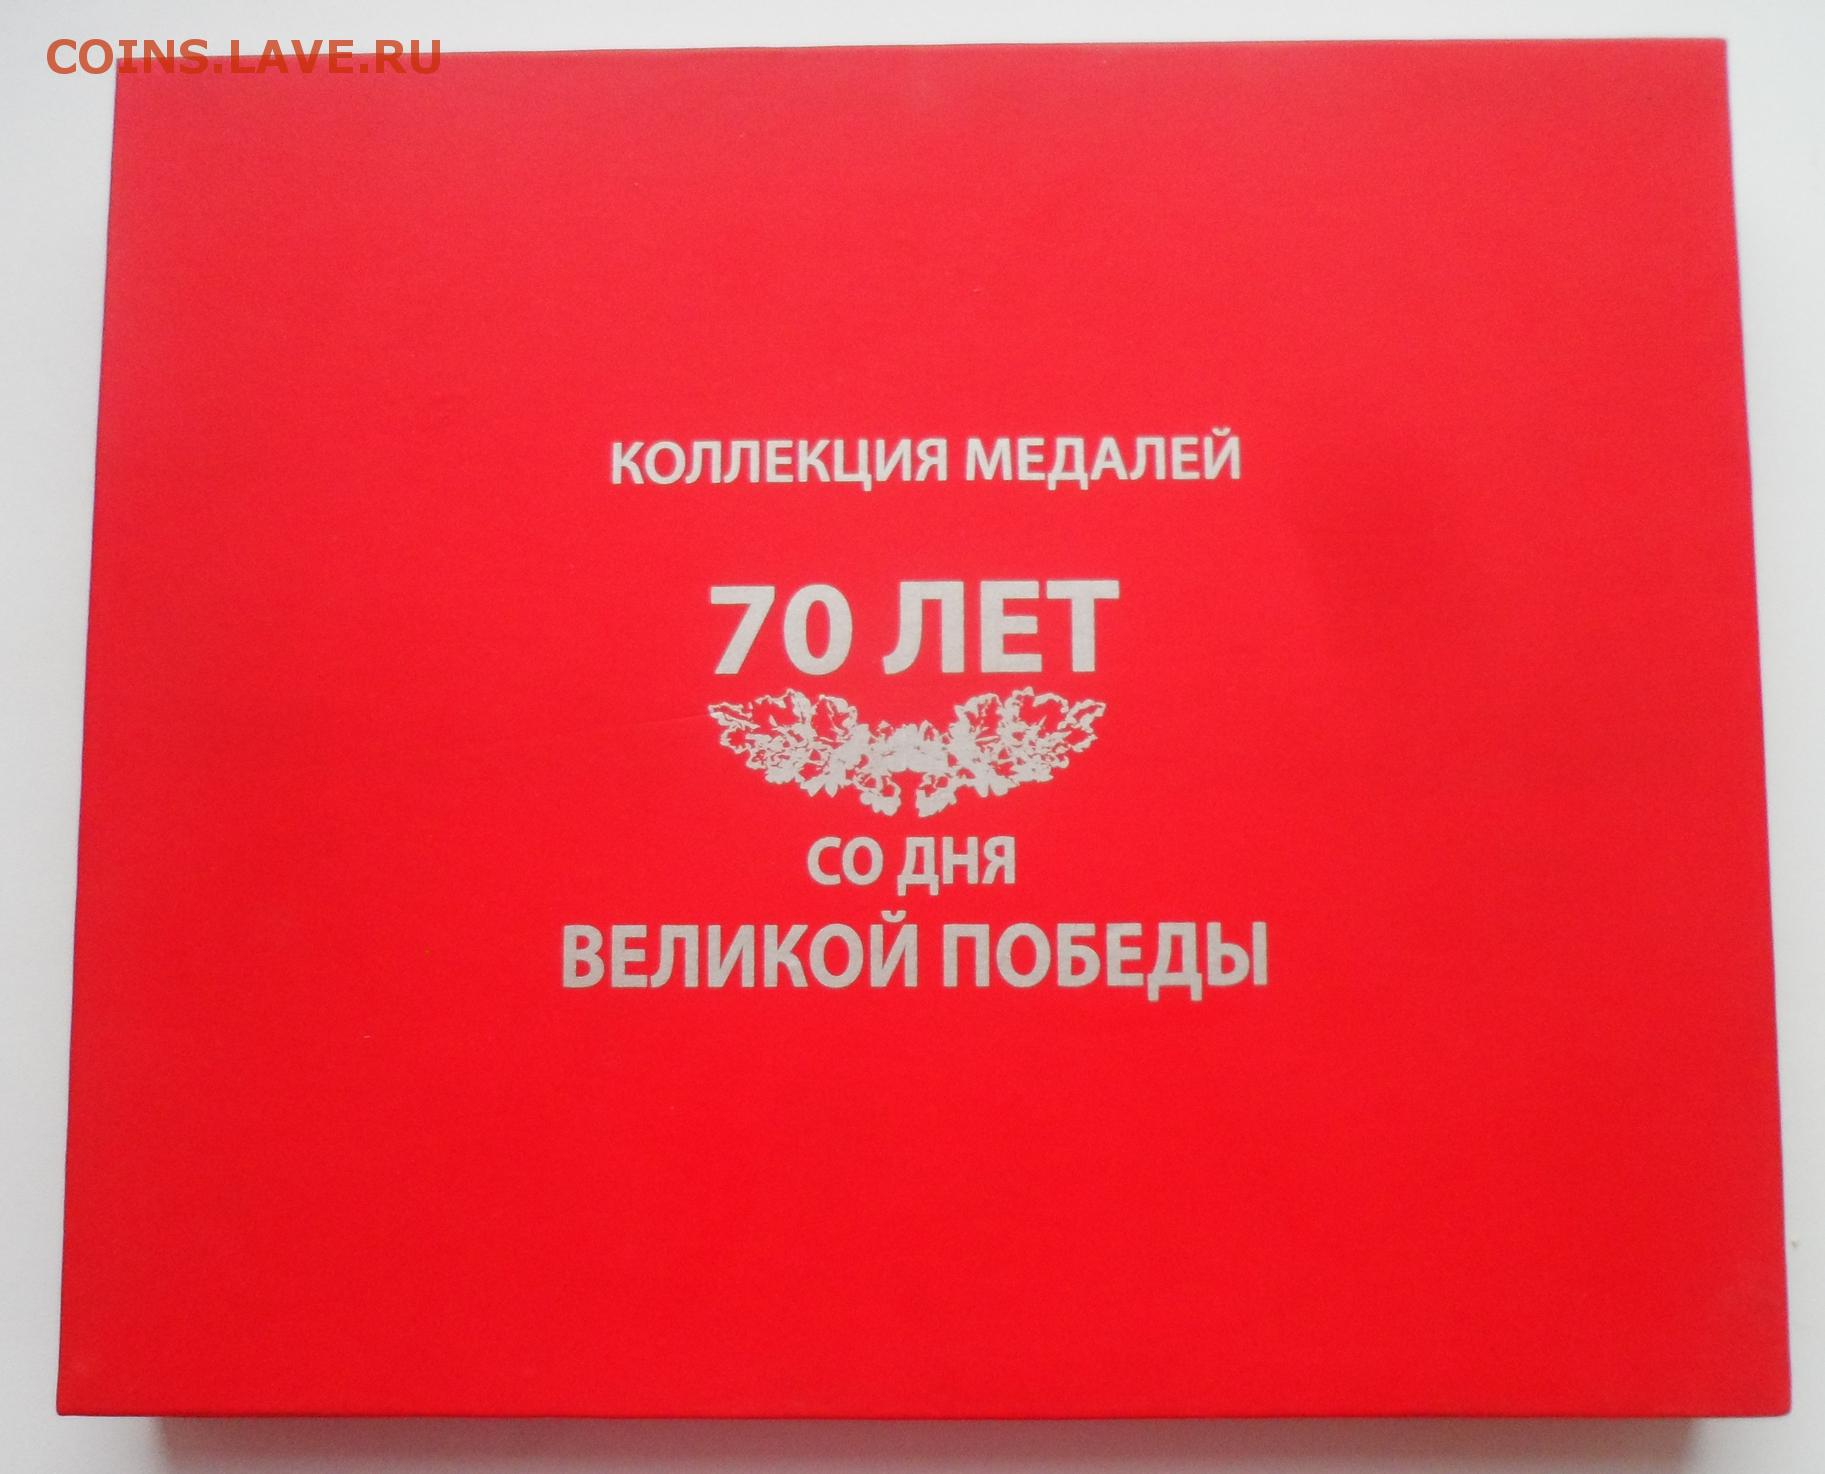 COINS.LAVE.RU
КОЛЛЕКЦИЯ МЕДАЛЕЙ
70 ЛЕТ
СО ДНЯ
ВЕЛИКОЙ ПОБЕДЫ